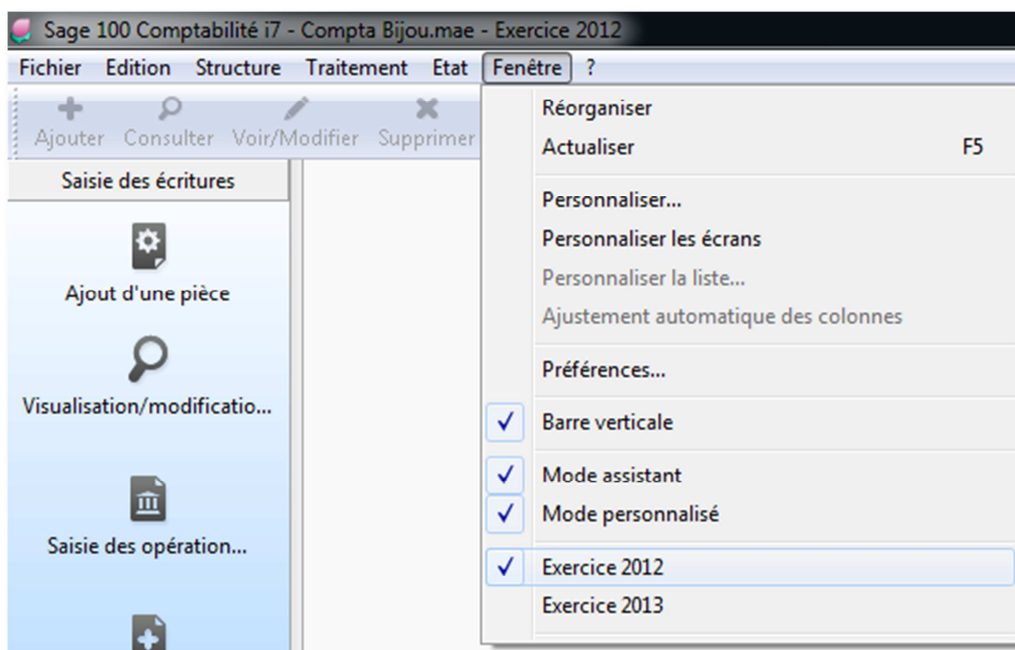 Sage 100 Comptabilité i7 - Compta Bijou.mae - Exercice 2012
Fichier Edition Structure Traitement Etat Fenêtre ?
Ajouter Consulter Voir/Modifier Supprimer
Saisie des écritures
Ajout d'une pièce
Visualisation/modificatio...
Saisie des opération...
Réorganiser
Actualiser F5
Personnaliser...
Personnaliser les écrans
Personnaliser la liste...
Ajustement automatique des colonnes
Préférences...
Barre verticale
Mode assistant
Mode personnalisé
Exercice 2012
Exercice 2013